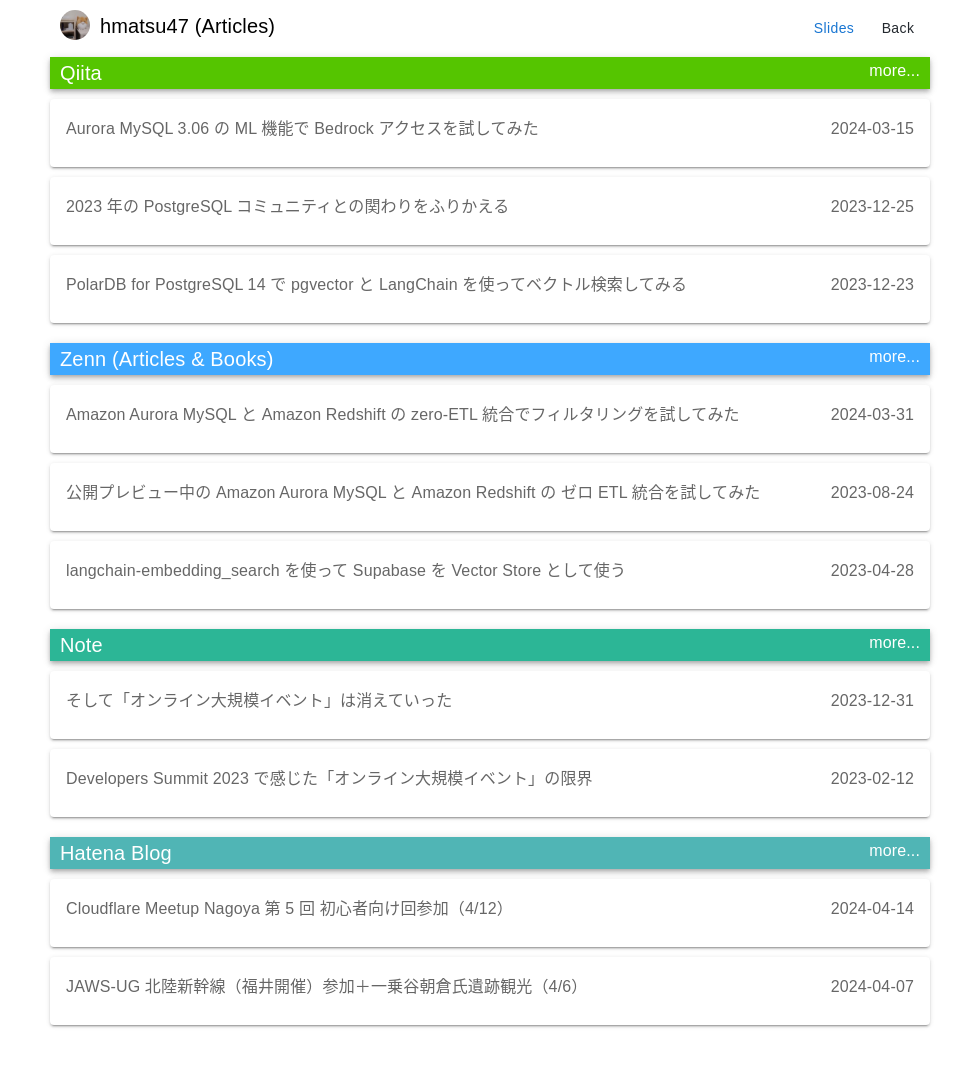 hmatsu47 (Articles)
Slides
Back
Qiita
more...
Aurora MySQL 3.06 の ML 機能で Bedrock アクセスを試してみた
2024-03-15
2023 年の PostgreSQL コミュニティとの関わりをふりかえる
2023-12-25
PolarDB for PostgreSQL 14 で pgvector と LangChain を使ってベクトル検索してみる
2023-12-23
Zenn (Articles & Books)
more...
Amazon Aurora MySQL と Amazon Redshift の zero-ETL 統合でフィルタリングを試してみた
2024-03-31
公開プレビュー中の Amazon Aurora MySQL と Amazon Redshift の ゼロ ETL 統合を試してみた
2023-08-24
langchain-embedding_search を使って Supabase を Vector Store として使う
2023-04-28
Note
more...
そして「オンライン大規模イベント」は消えていった
2023-12-31
Developers Summit 2023 で感じた「オンライン大規模イベント」の限界
2023-02-12
Hatena Blog
more...
Cloudflare Meetup Nagoya 第 5 回 初心者向け回参加（4/12）
2024-04-14
JAWS-UG 北陸新幹線（福井開催）参加＋一乗谷朝倉氏遺跡観光（4/6）
2024-04-07